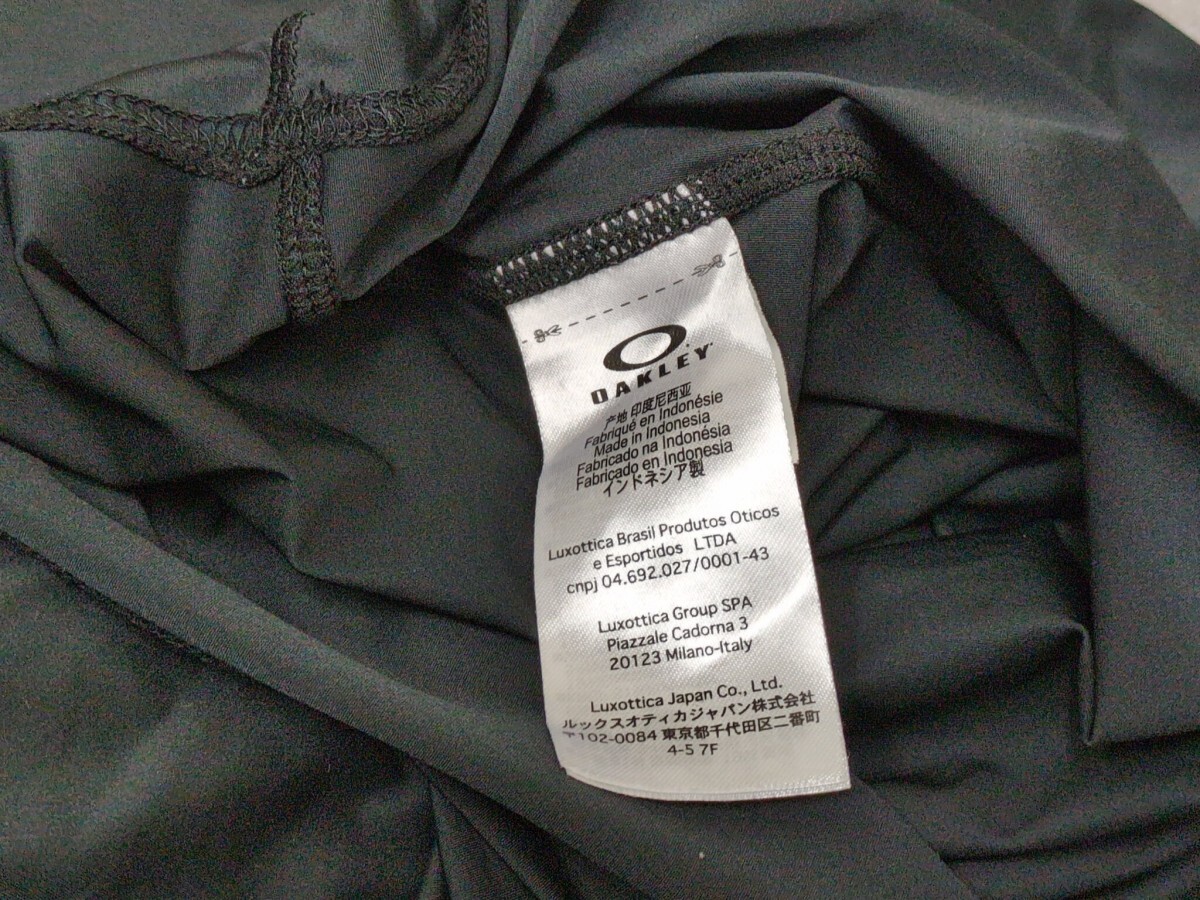 OAKLEY
产地 印度尼西亚
Fabriqué en Indonésie
Made in Indonesia
Fabricado na Indonésia
Fabricado en Indonesia
インドネシア製
Luxottica Brasil Produtos Oticos
e Esportidos LTDA
cnpj 04.692.027/0001-43
Luxottica Group SPA
Piazzale Cadorna 3
20123 Milano-Italy
Luxottica Japan Co., Ltd.
ルックスオティカジャパン株式会社
〒102-0084 東京都千代田区二番町
4-5 7F